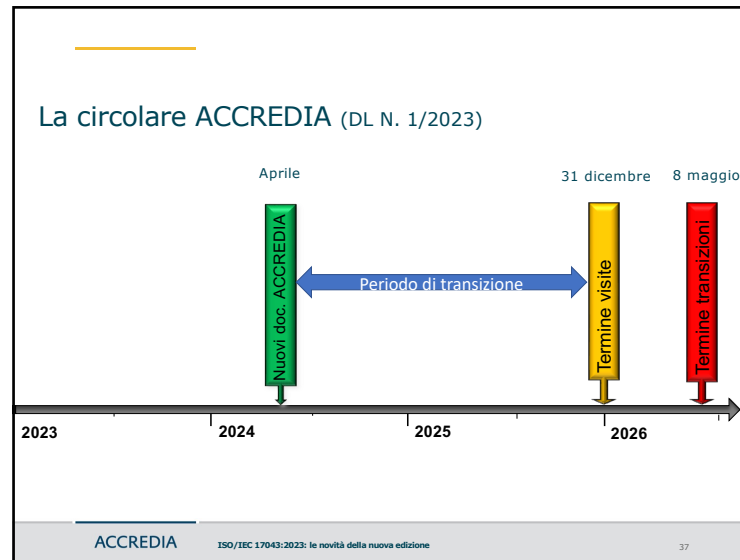 La circolare ACCREDIA (DL N. 1/2023)
Aprile
31 dicembre
8 maggio
Nuovi doc. ACCREDIA
Periodo di transizione
Termine visite
Termine transizioni
2023
2024
2025
2026
ACCREDIA
ISO/IEC 17043:2023: le novità della nuova edizione
37